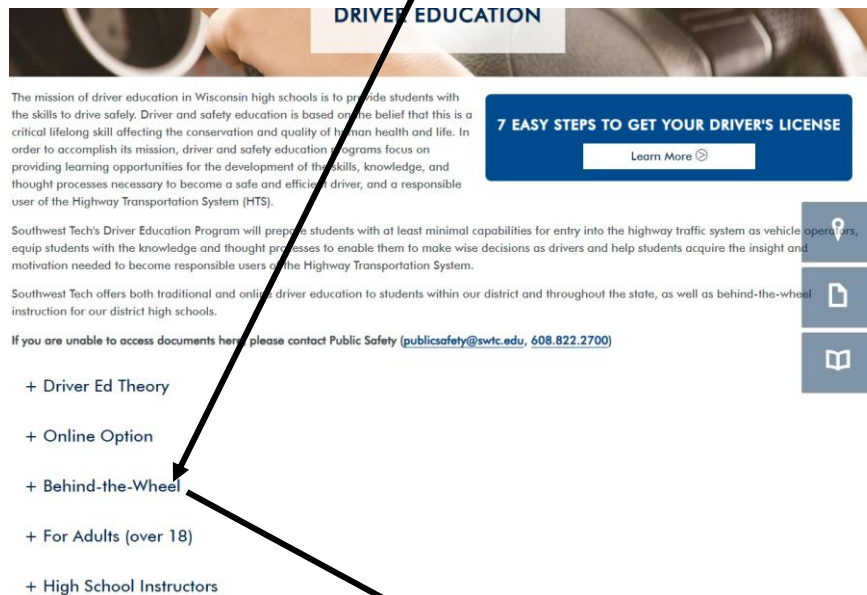 DRIVER EDUCATION
The mission of driver education in Wisconsin high schools is to provide students with
the skills to drive safely. Driver and safety education is based on the belief that this is a
critical lifelong skill affecting the conservation and quality of human health and life. In
order to accomplish its mission, driver and safety education programs focus on
providing learning opportunities for the development of the skills, knowledge, and
thought processes necessary to become a safe and efficient driver, and a responsible
user of the Highway Transportation System (HTS).
7 EASY STEPS TO GET YOUR DRIVER'S LICENSE
Learn More
Southwest Tech's Driver Education Program will prepare students with at least minimal capabilities for entry into the highway traffic system as vehicle operators,
equip students with the knowledge and thought processes to enable them to make wise decisions as drivers and help students acquire the insight and
motivation needed to become responsible users of the Highway Transportation System.
Southwest Tech offers both traditional and online driver education to students within our district and throughout the state, as well as behind-the-wheel
instruction for our district high schools.
If you are unable to access documents here, please contact Public Safety (publicsafety@swtc.edu, 608.822.2700)
+ Driver Ed Theory
+ Online Option
+ Behind-the-Wheel
+ For Adults (over 18)
+ High School Instructors